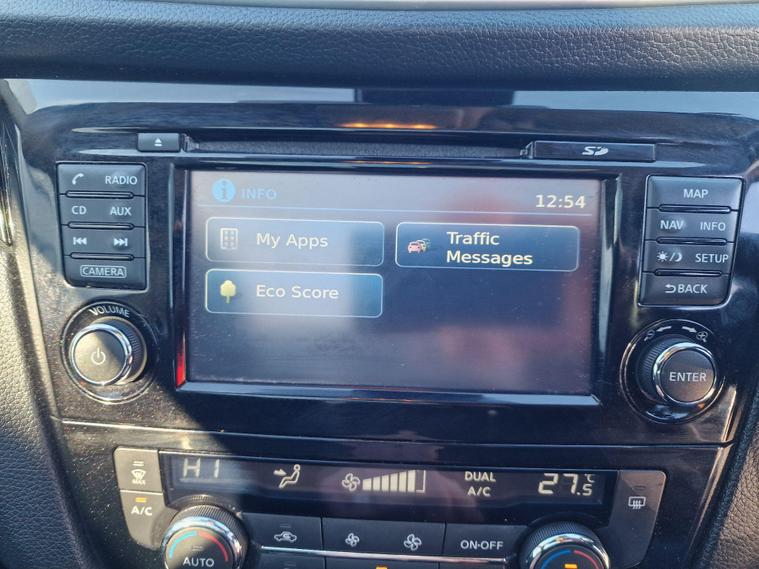 SD
RADIO
CD AUX
CAMERA
VOLUME
INFO
12:54
My Apps
Traffic
Messages
Eco Score
MAP
NAV INFO
SETUP
BACK
ENTER
MAX
A/C
HI
DUAL
A/C
27.5°C
AUTO
ON·OFF